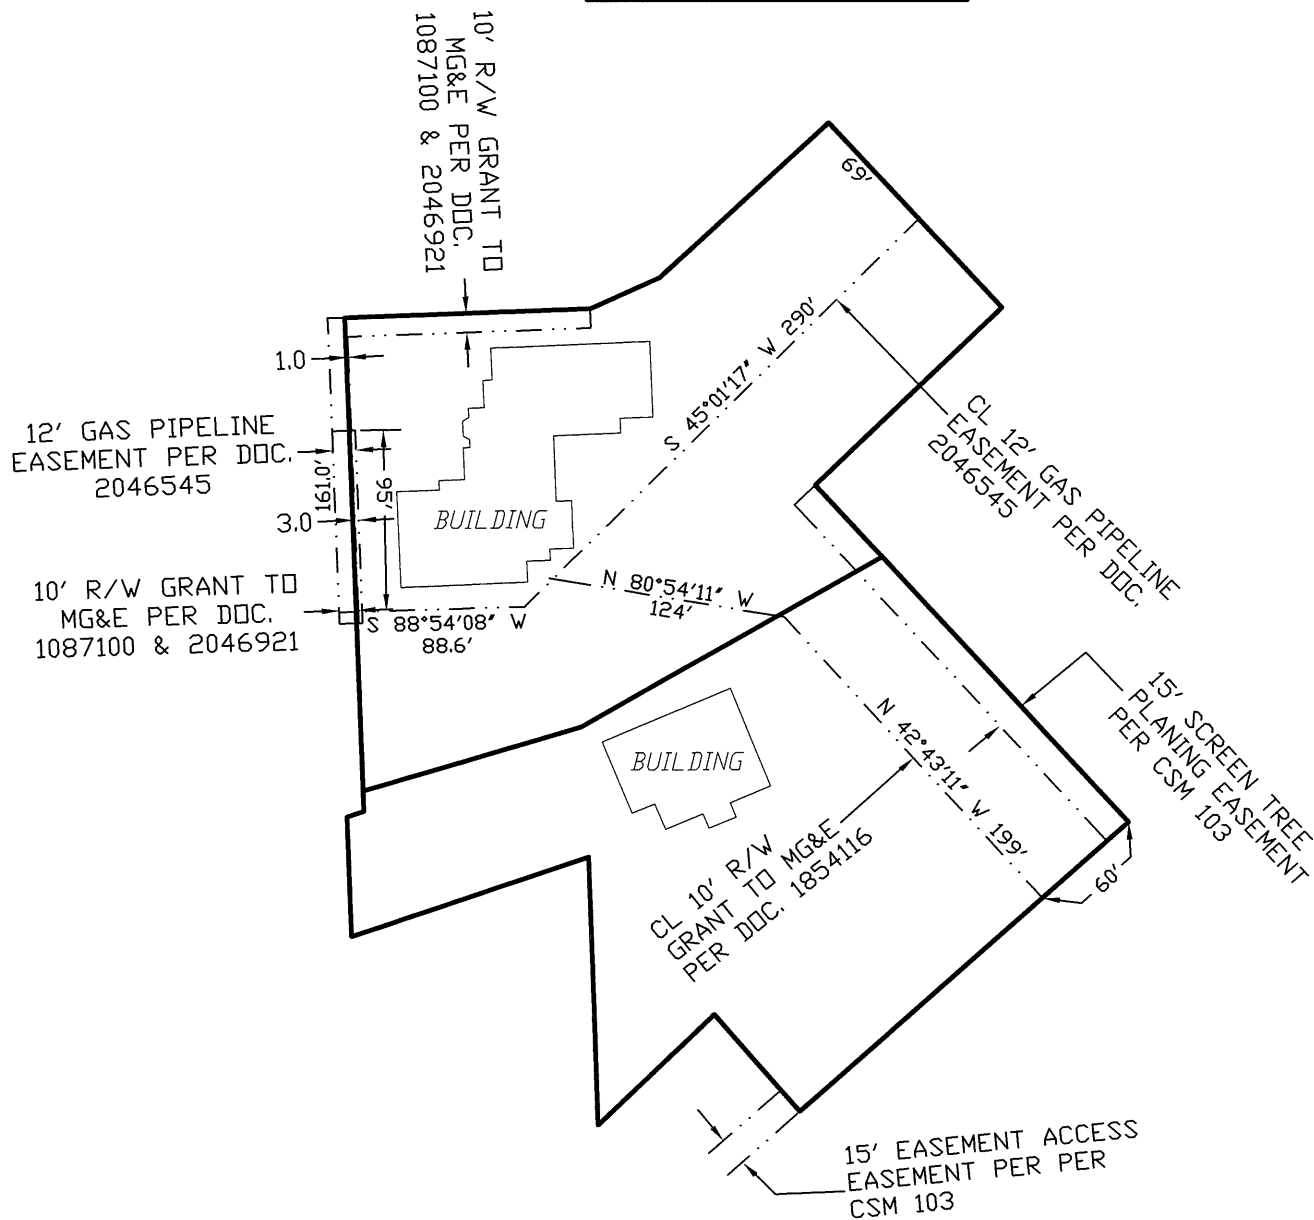 10' R/W GRANT TO
MG&E PER DOC.
1087100 & 2046921
69'
1.0
12' GAS PIPELINE
EASEMENT PER DOC.
2046545
191.0'
95'
3.0
BUILDING
S 45°01'17" W 290'
CL 12' GAS PIPELINE
EASEMENT PER DOC.
2046545
10' R/W GRANT TO
MG&E PER DOC.
1087100 & 2046921
S 88°54'08" W
88.6'
N 80°54'11" W
124'
BUILDING
N 42°43'11" W 199'
15' SCREEN TREE
PLANING EASEMENT
PER CSM 103
60'
CL 10' R/W
GRANT TO MG&E
PER DOC. 1854116
15' EASEMENT ACCESS
EASEMENT PER PER
CSM 103